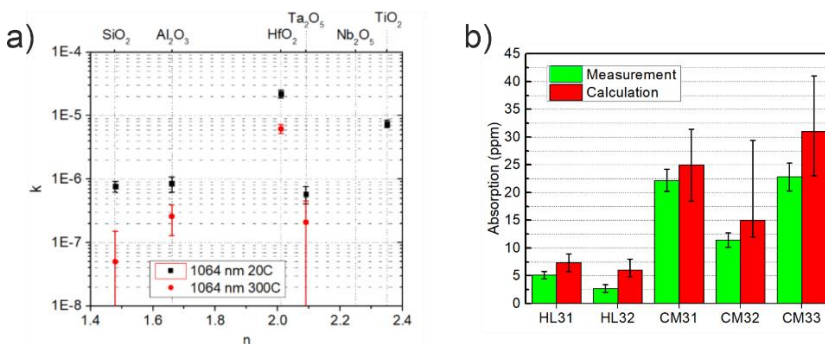 a)
SiO₂ Al₂O₃ HfO₂ Ta₂O₅ Nb₂O₅ TiO₂
1E-4
1E-5
1E-6
1E-7
1E-8
k
1064 nm 20C
1064 nm 300C
1.4 1.6 1.8 2.0 2.2 2.4
n
b)
45
40
35
30
25
20
15
10
5
0
Absorption (ppm)
Measurement
Calculation
HL31 HL32 CM31 CM32 CM33